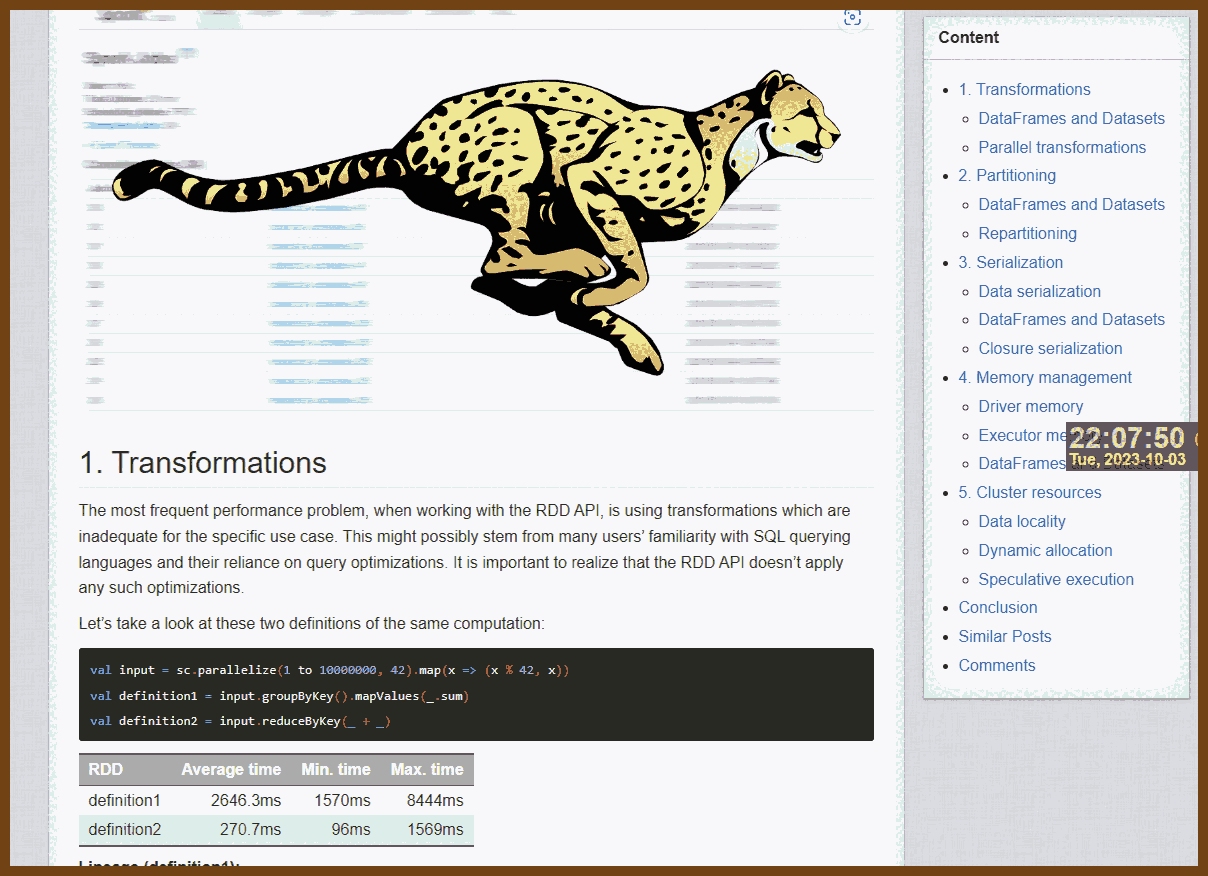 1. Transformations
The most frequent performance problem, when working with the RDD API, is using transformations which are
inadequate for the specific use case. This might possibly stem from many users’ familiarity with SQL querying
languages and their reliance on query optimizations. It is important to realize that the RDD API doesn’t apply
any such optimizations.
Let’s take a look at these two definitions of the same computation:
val input = sc.parallelize(1 to 10000000, 42).map(x => (x % 42, x))
val definition1 = input.groupByKey().mapValues(_.sum)
val definition2 = input.reduceByKey(_ + _)
RDD Average time Min. time Max. time
definition1 2646.3ms 1570ms 8444ms
definition2 270.7ms 96ms 1569ms
Lineage (definition1):
Content
1. Transformations
DataFrames and Datasets
Parallel transformations
2. Partitioning
DataFrames and Datasets
Repartitioning
3. Serialization
Data serialization
DataFrames and Datasets
Closure serialization
4. Memory management
Driver memory
Executor
DataFrames
22:07:50
Tue, 2023-10-03
5. Cluster resources
Data locality
Dynamic allocation
Speculative execution
Conclusion
Similar Posts
Comments